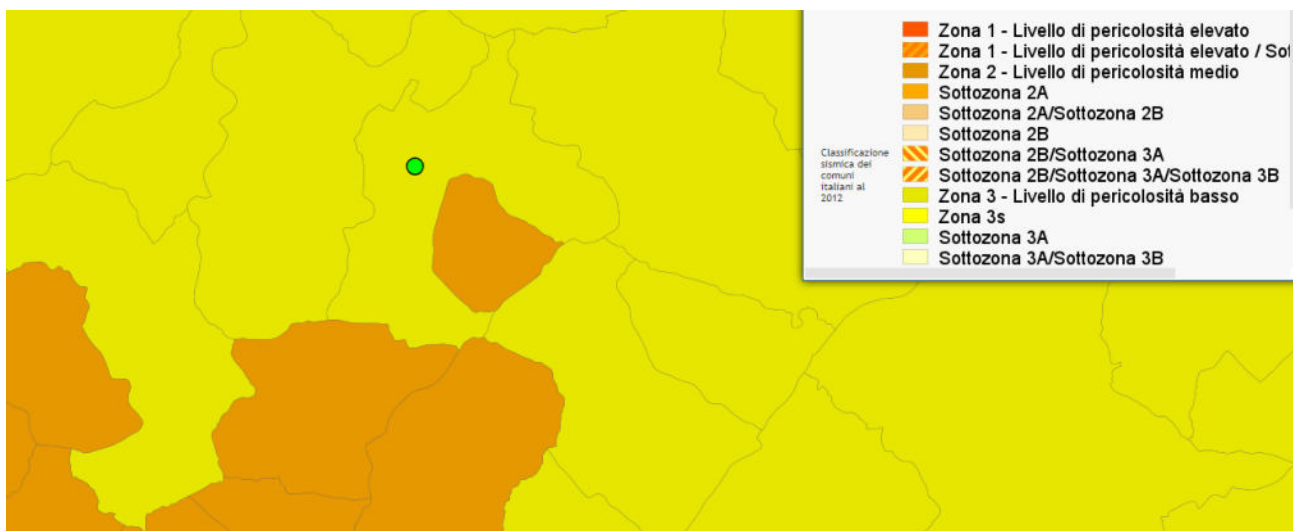 Zona 1 - Livello di pericolosità elevato
Zona 1 - Livello di pericolosità elevato / Sot
Zona 2 - Livello di pericolosità medio
Sottozona 2A
Sottozona 2A/Sottozona 2B
Sottozona 2B
Classificazione
sismica dei
comuni
italiani al
2012
Sottozona 2B/Sottozona 3A
Sottozona 2B/Sottozona 3A/Sottozona 3B
Zona 3 - Livello di pericolosità basso
Zona 3s
Sottozona 3A
Sottozona 3A/Sottozona 3B